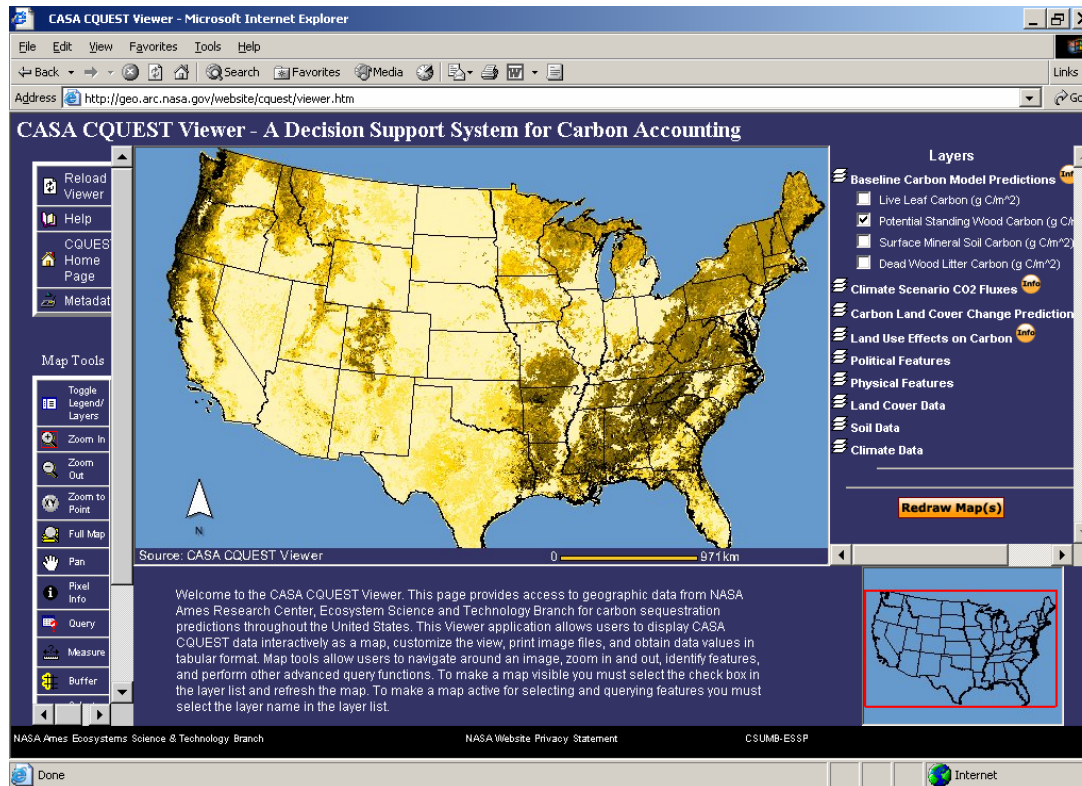 CASA CQUEST Viewer - Microsoft Internet Explorer
File Edit View Favorites Tools Help
Back Search Favorites Media Links
Address http://geo.arc.nasa.gov/website/cquest/viewer.htm Go
CASA CQUEST Viewer - A Decision Support System for Carbon Accounting
Reload
Viewer
Help
CQUEST
Home
Page
Metadat
Map Tools
Toggle
Legend/
Layers
Zoom In
Zoom
Out
Zoom to
Point
Full Map
Pan
Pixel
Info
Query
Measure
Buffer
N
Source: CASA CQUEST Viewer 0 971km
Layers
Baseline Carbon Model Predictions Info
Live Leaf Carbon (g C/m^2)
Potential Standing Wood Carbon (g C/m
Surface Mineral Soil Carbon (g C/m^2)
Dead Wood Litter Carbon (g C/m^2)
Climate Scenario CO2 Fluxes Info
Carbon Land Cover Change Prediction
Land Use Effects on Carbon Info
Political Features
Physical Features
Land Cover Data
Soil Data
Climate Data
Redraw Map(s)
Welcome to the CASA CQUEST Viewer. This page provides access to geographic data from NASA
Ames Research Center, Ecosystem Science and Technology Branch for carbon sequestration
predictions throughout the United States. This Viewer application allows users to display CASA
CQUEST data interactively as a map, customize the view, print image files, and obtain data values in
tabular format. Map tools allow users to navigate around an image, zoom in and out, identify features,
and perform other advanced query functions. To make a map visible you must select the check box in
the layer list and refresh the map. To make a map active for selecting and querying features you must
select the layer name in the layer list.
NASA Ames Ecosystems Science & Technology Branch NASA Website Privacy Statement CSUMB-ESSP
Done Internet